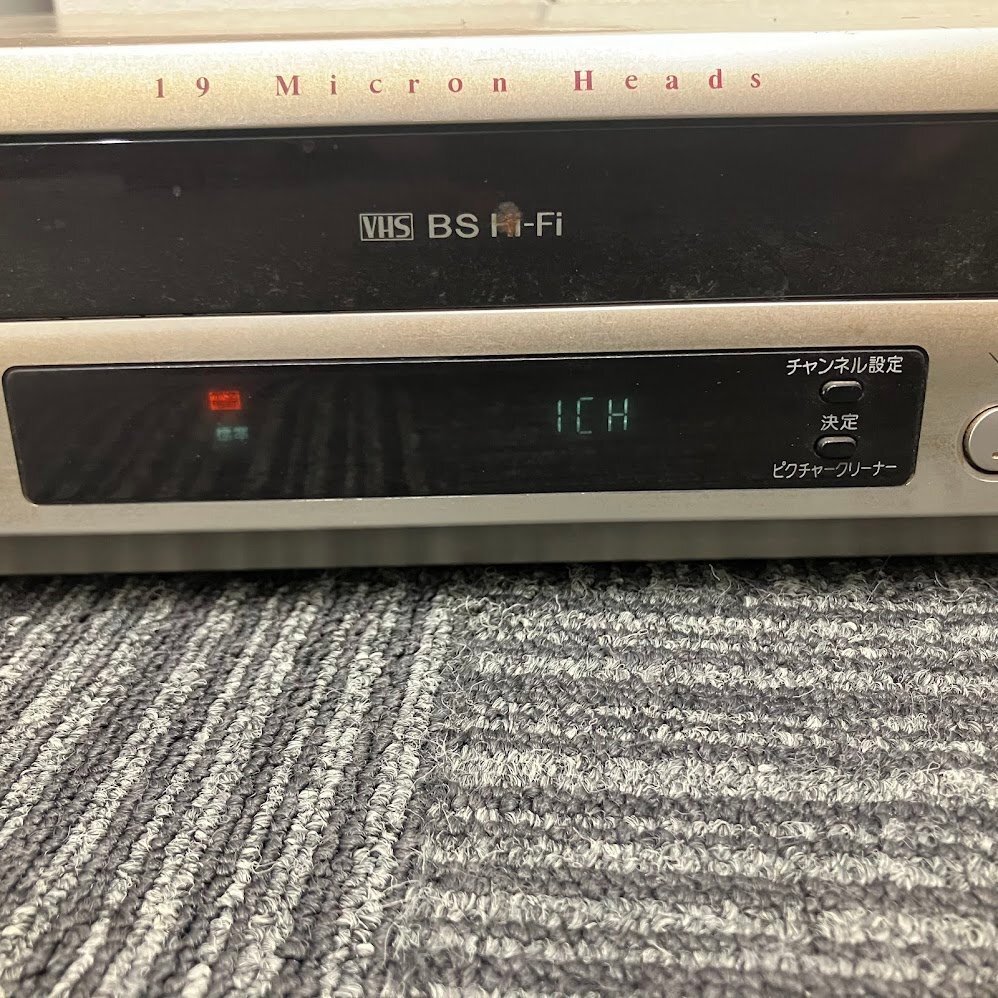 19 Micron Heads
VHS BS Hi-Fi
チャンネル設定
標準
1CH
決定
ピクチャークリーナー